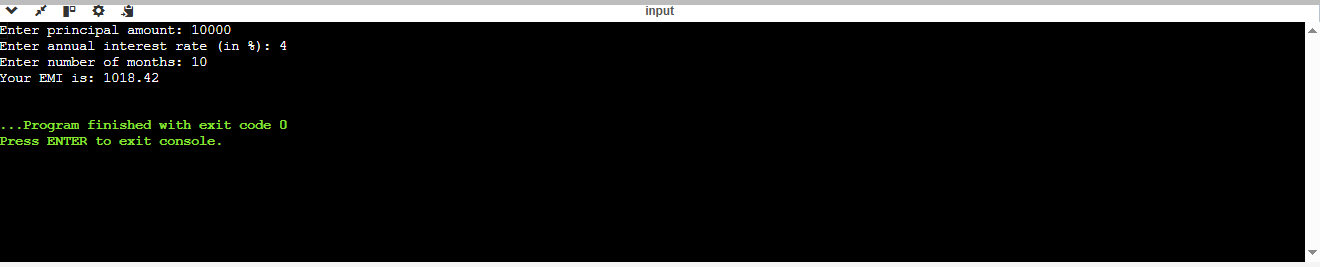 input
Enter principal amount: 10000
Enter annual interest rate (in %): 4
Enter number of months: 10
Your EMI is: 1018.42
...Program finished with exit code 0
Press ENTER to exit console.